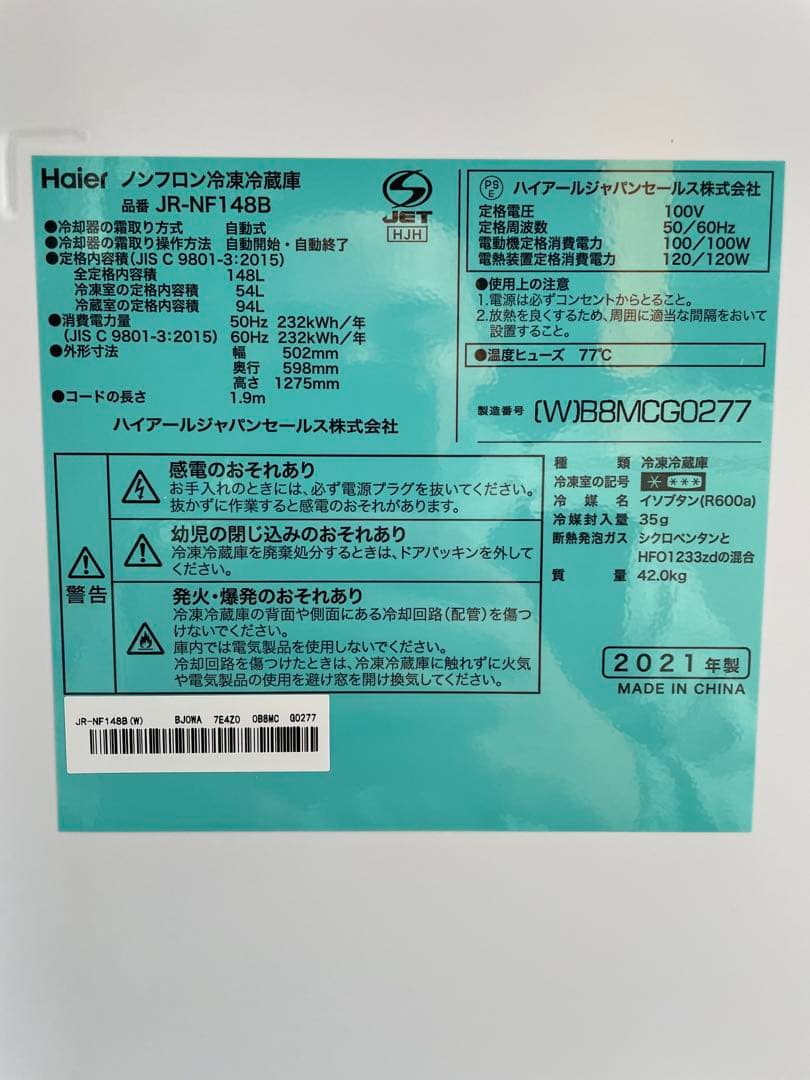 Haier ノンフロン冷凍冷蔵庫
品番 JR-NF148B
●冷却器の霜取り方式 自動式
●冷却器の霜取り操作方法 自動開始・自動終了
●定格内容積(JIS C 9801-3:2015)
全定格内容積 148L
冷凍室の定格内容積 54L
冷蔵室の定格内容積 94L
●消費電力量 50Hz 232kWh/年
(JIS C 9801-3:2015) 60Hz 232kWh/年
●外形寸法 幅 502mm
奥行 598mm
高さ 1275mm
●コードの長さ 1.9m
ハイアールジャパンセールス株式会社
JET
HJH
PS
E
ハイアールジャパンセールス株式会社
定格電圧 100V
定格周波数 50/60Hz
電動機定格消費電力 100/100W
電熱装置定格消費電力 120/120W
●使用上の注意
1.電源は必ずコンセントからとること。
2.放熱を良くするため、周囲に適当な間隔をおいて
設置すること。
●温度ヒューズ 77℃
製造番号 (W)B8MCG0277
警告
感電のおそれあり
お手入れのときには、必ず電源プラグを抜いてください。
抜かずに作業すると感電のおそれがあります。
幼児の閉じ込みのおそれあり
冷凍冷蔵庫を廃棄処分するときは、ドアパッキンを外して
ください。
発火・爆発のおそれあり
冷凍冷蔵庫の背面や側面にある冷却回路(配管)を傷つ
けないでください。
庫内では電気製品を使用しないでください。
冷却回路を傷つけたときは、冷凍冷蔵庫に触れずに火気
や電気製品の使用を避け窓を開け換気してください。
種類 冷凍冷蔵庫
冷凍室の記号 * ***
冷媒名 イソブタン(R600a)
冷媒封入量 35g
断熱発泡ガス シクロペンタンと
HFO1233zdの混合
質量 42.0kg
2021年製
MADE IN CHINA
JR-NF148B(W) BJ0WA 7E4Z0 0B8MC G0277